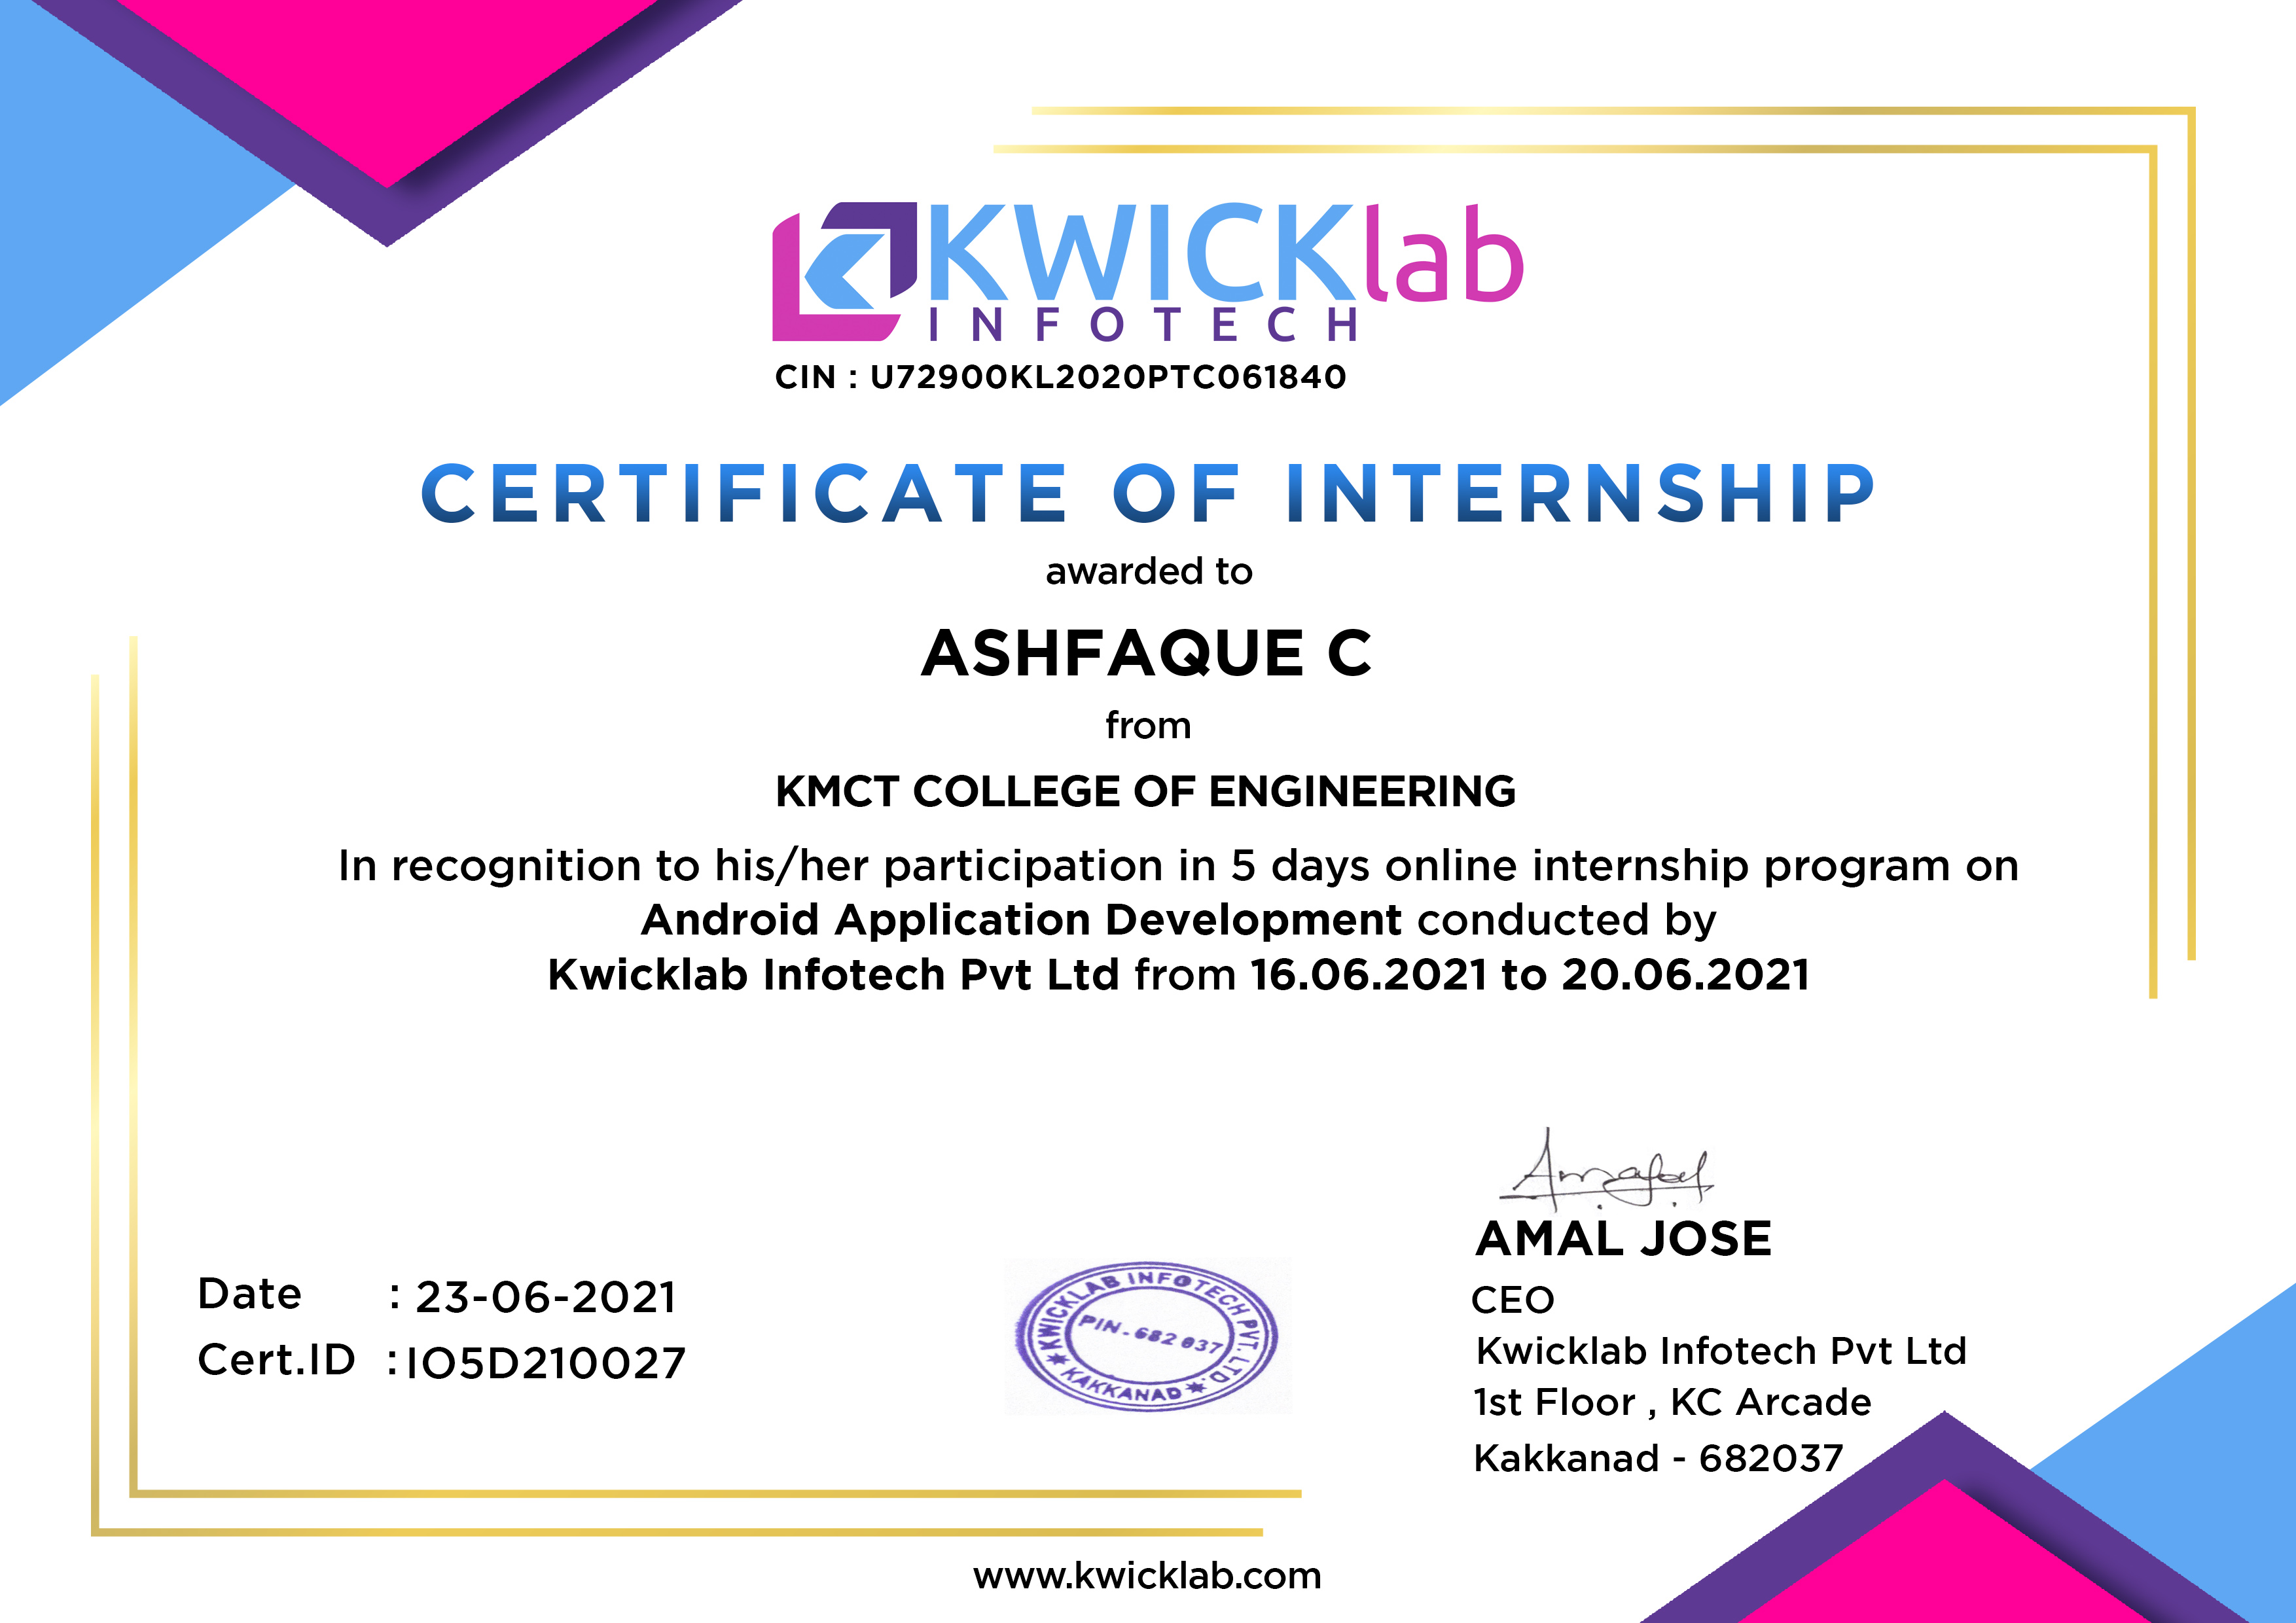 KWICKlab
INFOTECH
CIN : U72900KL2020PTC061840
CERTIFICATE OF INTERNSHIP
awarded to
ASHFAQUE C
from
KMCT COLLEGE OF ENGINEERING
In recognition to his/her participation in 5 days online internship program on
Android Application Development conducted by
Kwicklab Infotech Pvt Ltd from 16.06.2021 to 20.06.2021
AMAL JOSE
CEO
Kwicklab Infotech Pvt Ltd
1st Floor , KC Arcade
Kakkanad - 682037
Date : 23-06-2021
Cert.ID : IO5D210027
KWICKLAB INFOTECH PVT. LTD.
PIN - 682 037
KAKKANAD
www.kwicklab.com